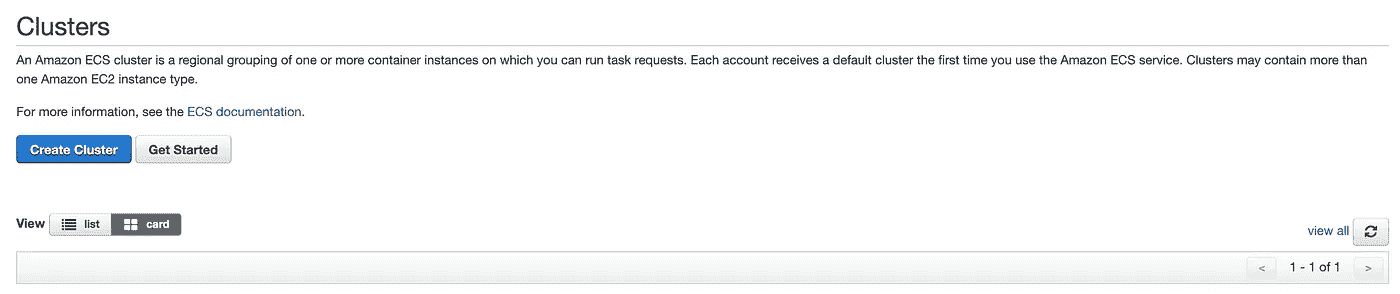 Clusters
An Amazon ECS cluster is a regional grouping of one or more container instances on which you can run task requests. Each account receives a default cluster the first time you use the Amazon ECS service. Clusters may contain more than
one Amazon EC2 instance type.
For more information, see the ECS documentation.
Create Cluster Get Started
View list card
view all
< 1 - 1 of 1 >